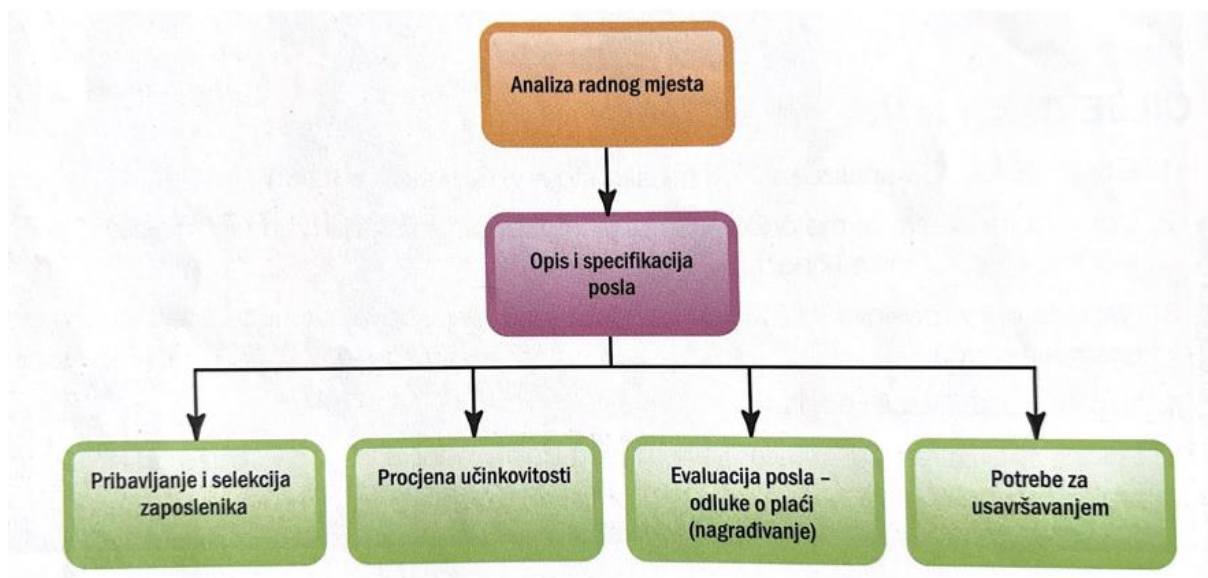 Analiza radnog mjesta
Opis i specifikacija
posla
Pribavljanje i selekcija
zaposlenika
Procjena učinkovitosti
Evaluacija posla –
odluke o plaći
(nagrađivanje)
Potrebe za
usavršavanjem